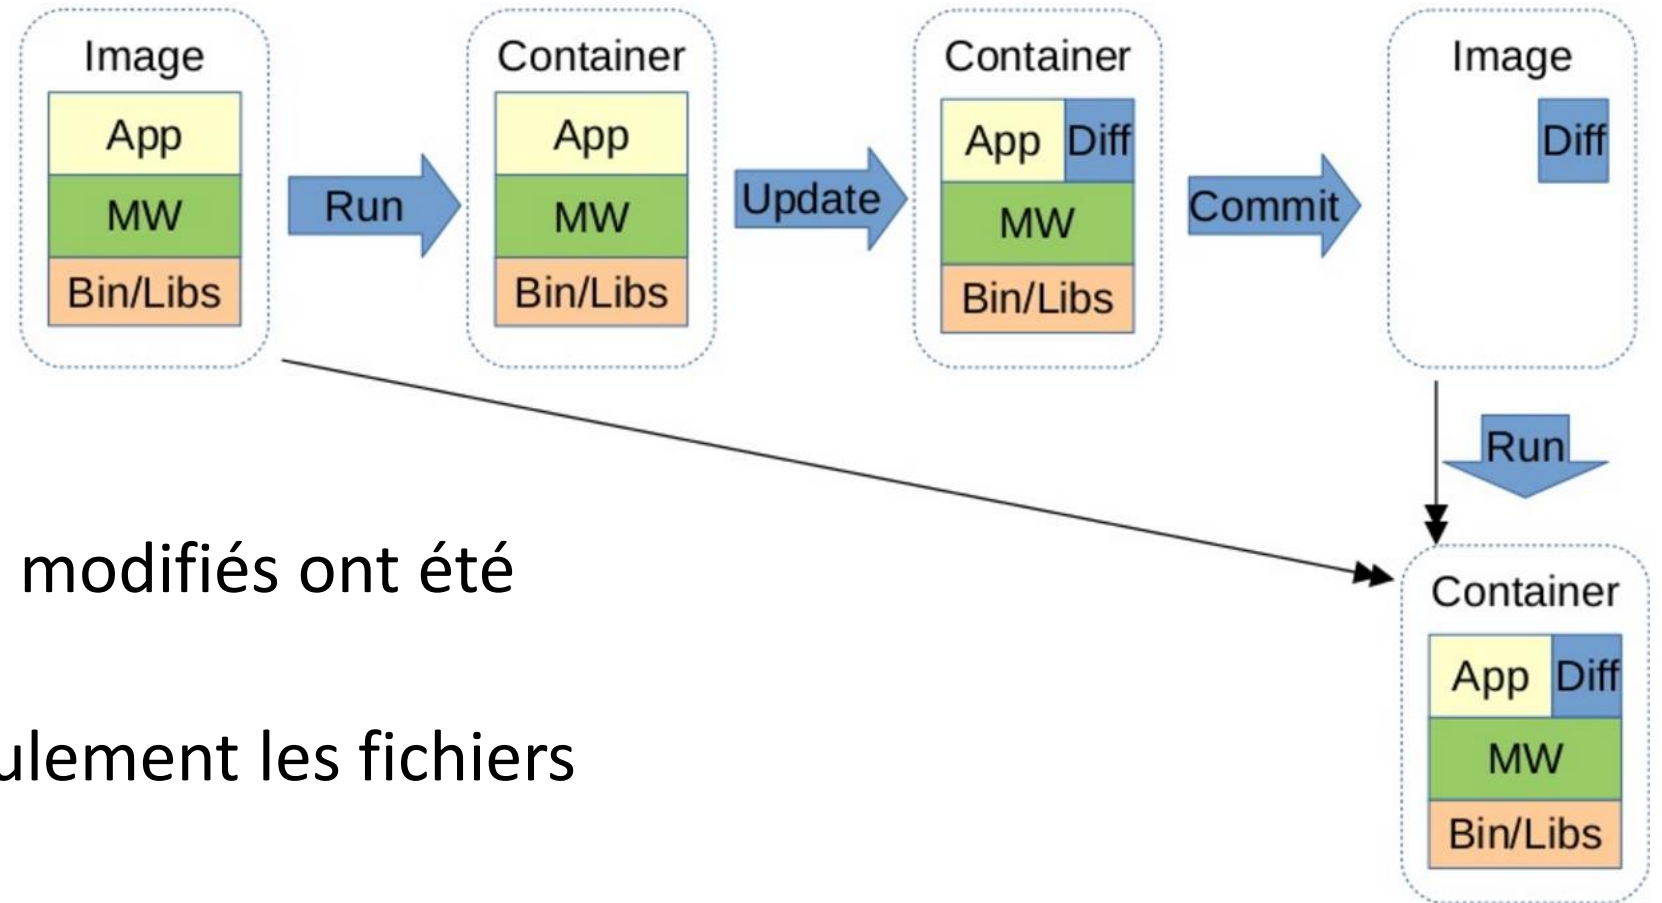 Image
App
MW
Bin/Libs
Run
Container
App
MW
Bin/Libs
Update
Container
App Diff
MW
Bin/Libs
Commit
Image
Diff
Run
Container
App Diff
MW
Bin/Libs
modifiés ont été
ulement les fichiers